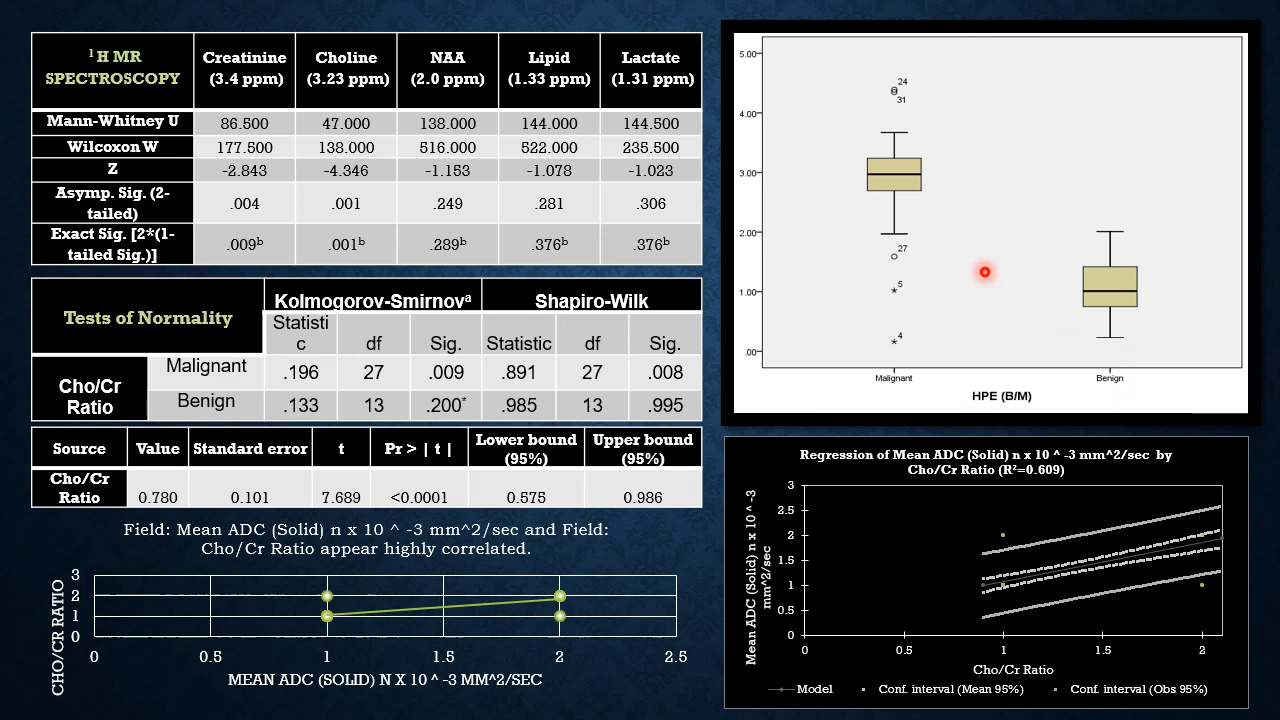 1 H MR SPECTROSCOPY Creatinine (3.4 ppm) Choline (3.23 ppm) NAA (2.0 ppm) Lipid (1.33 ppm) Lactate (1.31 ppm)
Mann-Whitney U 86.500 47.000 138.000 144.000 144.500
Wilcoxon W 177.500 138.000 516.000 522.000 235.500
Z -2.843 -4.346 -1.153 -1.078 -1.023
Asymp. Sig. (2-tailed) .004 .001 .249 .281 .306
Exact Sig. [2*(1-tailed Sig.)] .009b .001b .289b .376b .376b
Tests of Normality Kolmogorov-Smirnova Shapiro-Wilk
Statistic df Sig. Statistic df Sig.
Cho/Cr Ratio Malignant .196 27 .009 .891 27 .008
Benign .133 13 .200* .985 13 .995
Source Value Standard error t Pr > | t | Lower bound (95%) Upper bound (95%)
Cho/Cr Ratio 0.780 0.101 7.689 <0.0001 0.575 0.986
Field: Mean ADC (Solid) n x 10 ^ -3 mm^2/sec and Field:
Cho/Cr Ratio appear highly correlated.
CHO/CR RATIO
3
2
1
0
0 0.5 1 1.5 2 2.5
MEAN ADC (SOLID) N X 10 ^ -3 MM^2/SEC
5.00
4.00
3.00
2.00
1.00
.00
24
31
27
5
4
Malignant Benign
HPE (B/M)
Regression of Mean ADC (Solid) n x 10 ^ -3 mm^2/sec by
Cho/Cr Ratio (R²=0.609)
Mean ADC (Solid) n x 10 ^ -3
mm^2/sec
3
2.5
2
1.5
1
0.5
0
0 0.5 1 1.5 2
Cho/Cr Ratio
Model Conf. interval (Mean 95%) Conf. interval (Obs 95%)